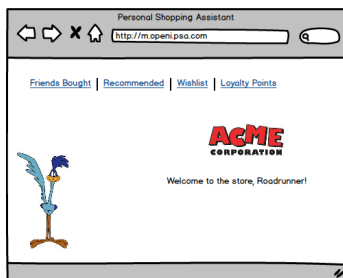 Personal Shopping Assistant
http://m.openi.psa.com
Friends Bought | Recommended | Wishlist | Loyalty Points
ACME
CORPORATION
Welcome to the store, Roadrunner!